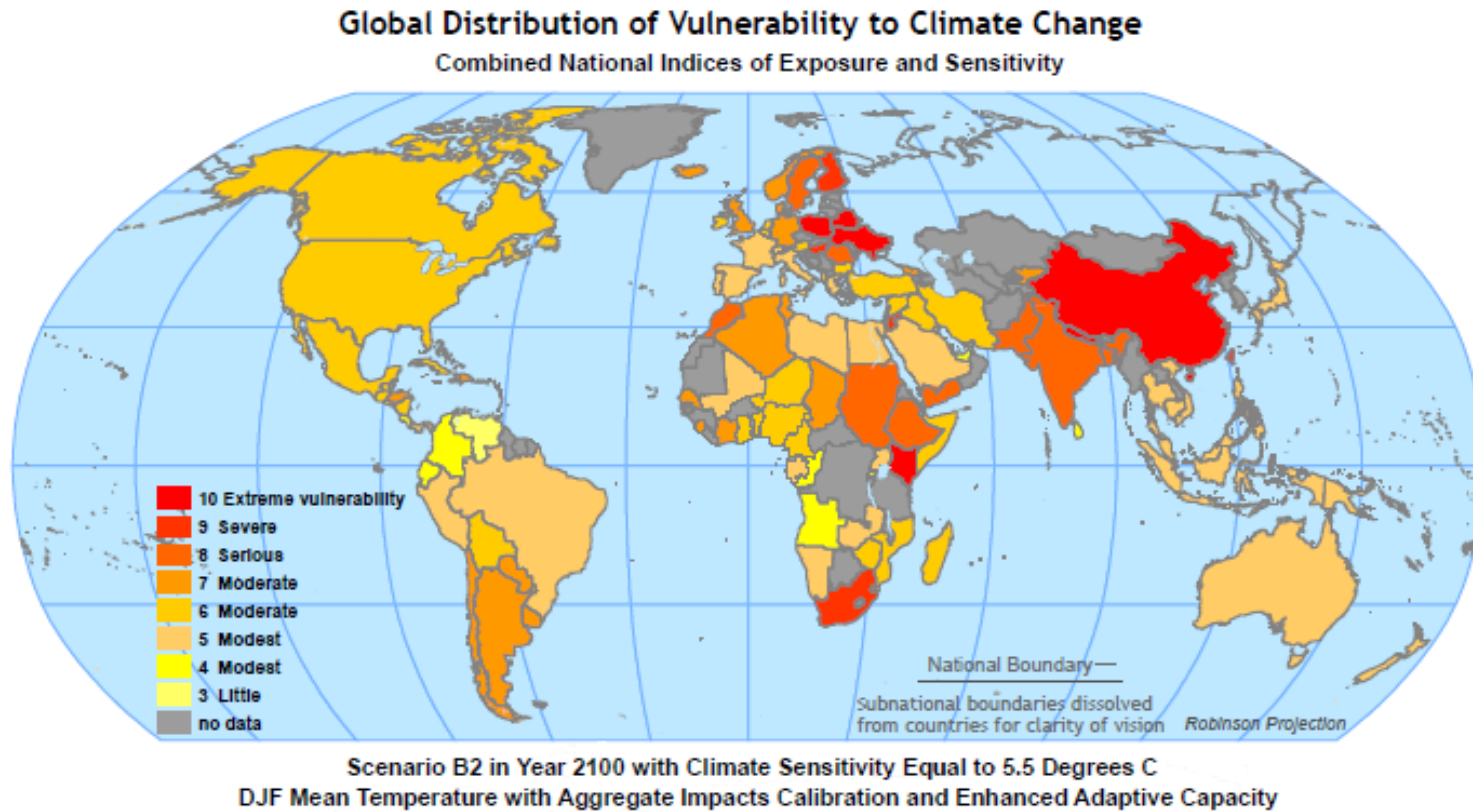 Global Distribution of Vulnerability to Climate Change
Combined National Indices of Exposure and Sensitivity
10 Extreme vulnerability
9 Severe
8 Serious
7 Moderate
6 Moderate
5 Modest
4 Modest
3 Little
no data
National Boundary—
Subnational boundaries dissolved
from countries for clarity of vision
Robinson Projection
Scenario B2 in Year 2100 with Climate Sensitivity Equal to 5.5 Degrees C
DJF Mean Temperature with Aggregate Impacts Calibration and Enhanced Adaptive Capacity